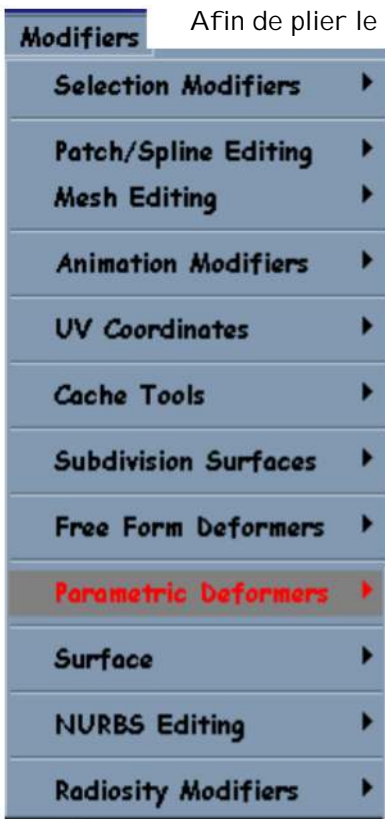 Afin de plier le
Modifiers
Selection Modifiers
Patch/Spline Editing
Mesh Editing
Animation Modifiers
UV Coordinates
Cache Tools
Subdivision Surfaces
Free Form Deformers
Parametric Deformers
Surface
NURBS Editing
Radiosity Modifiers